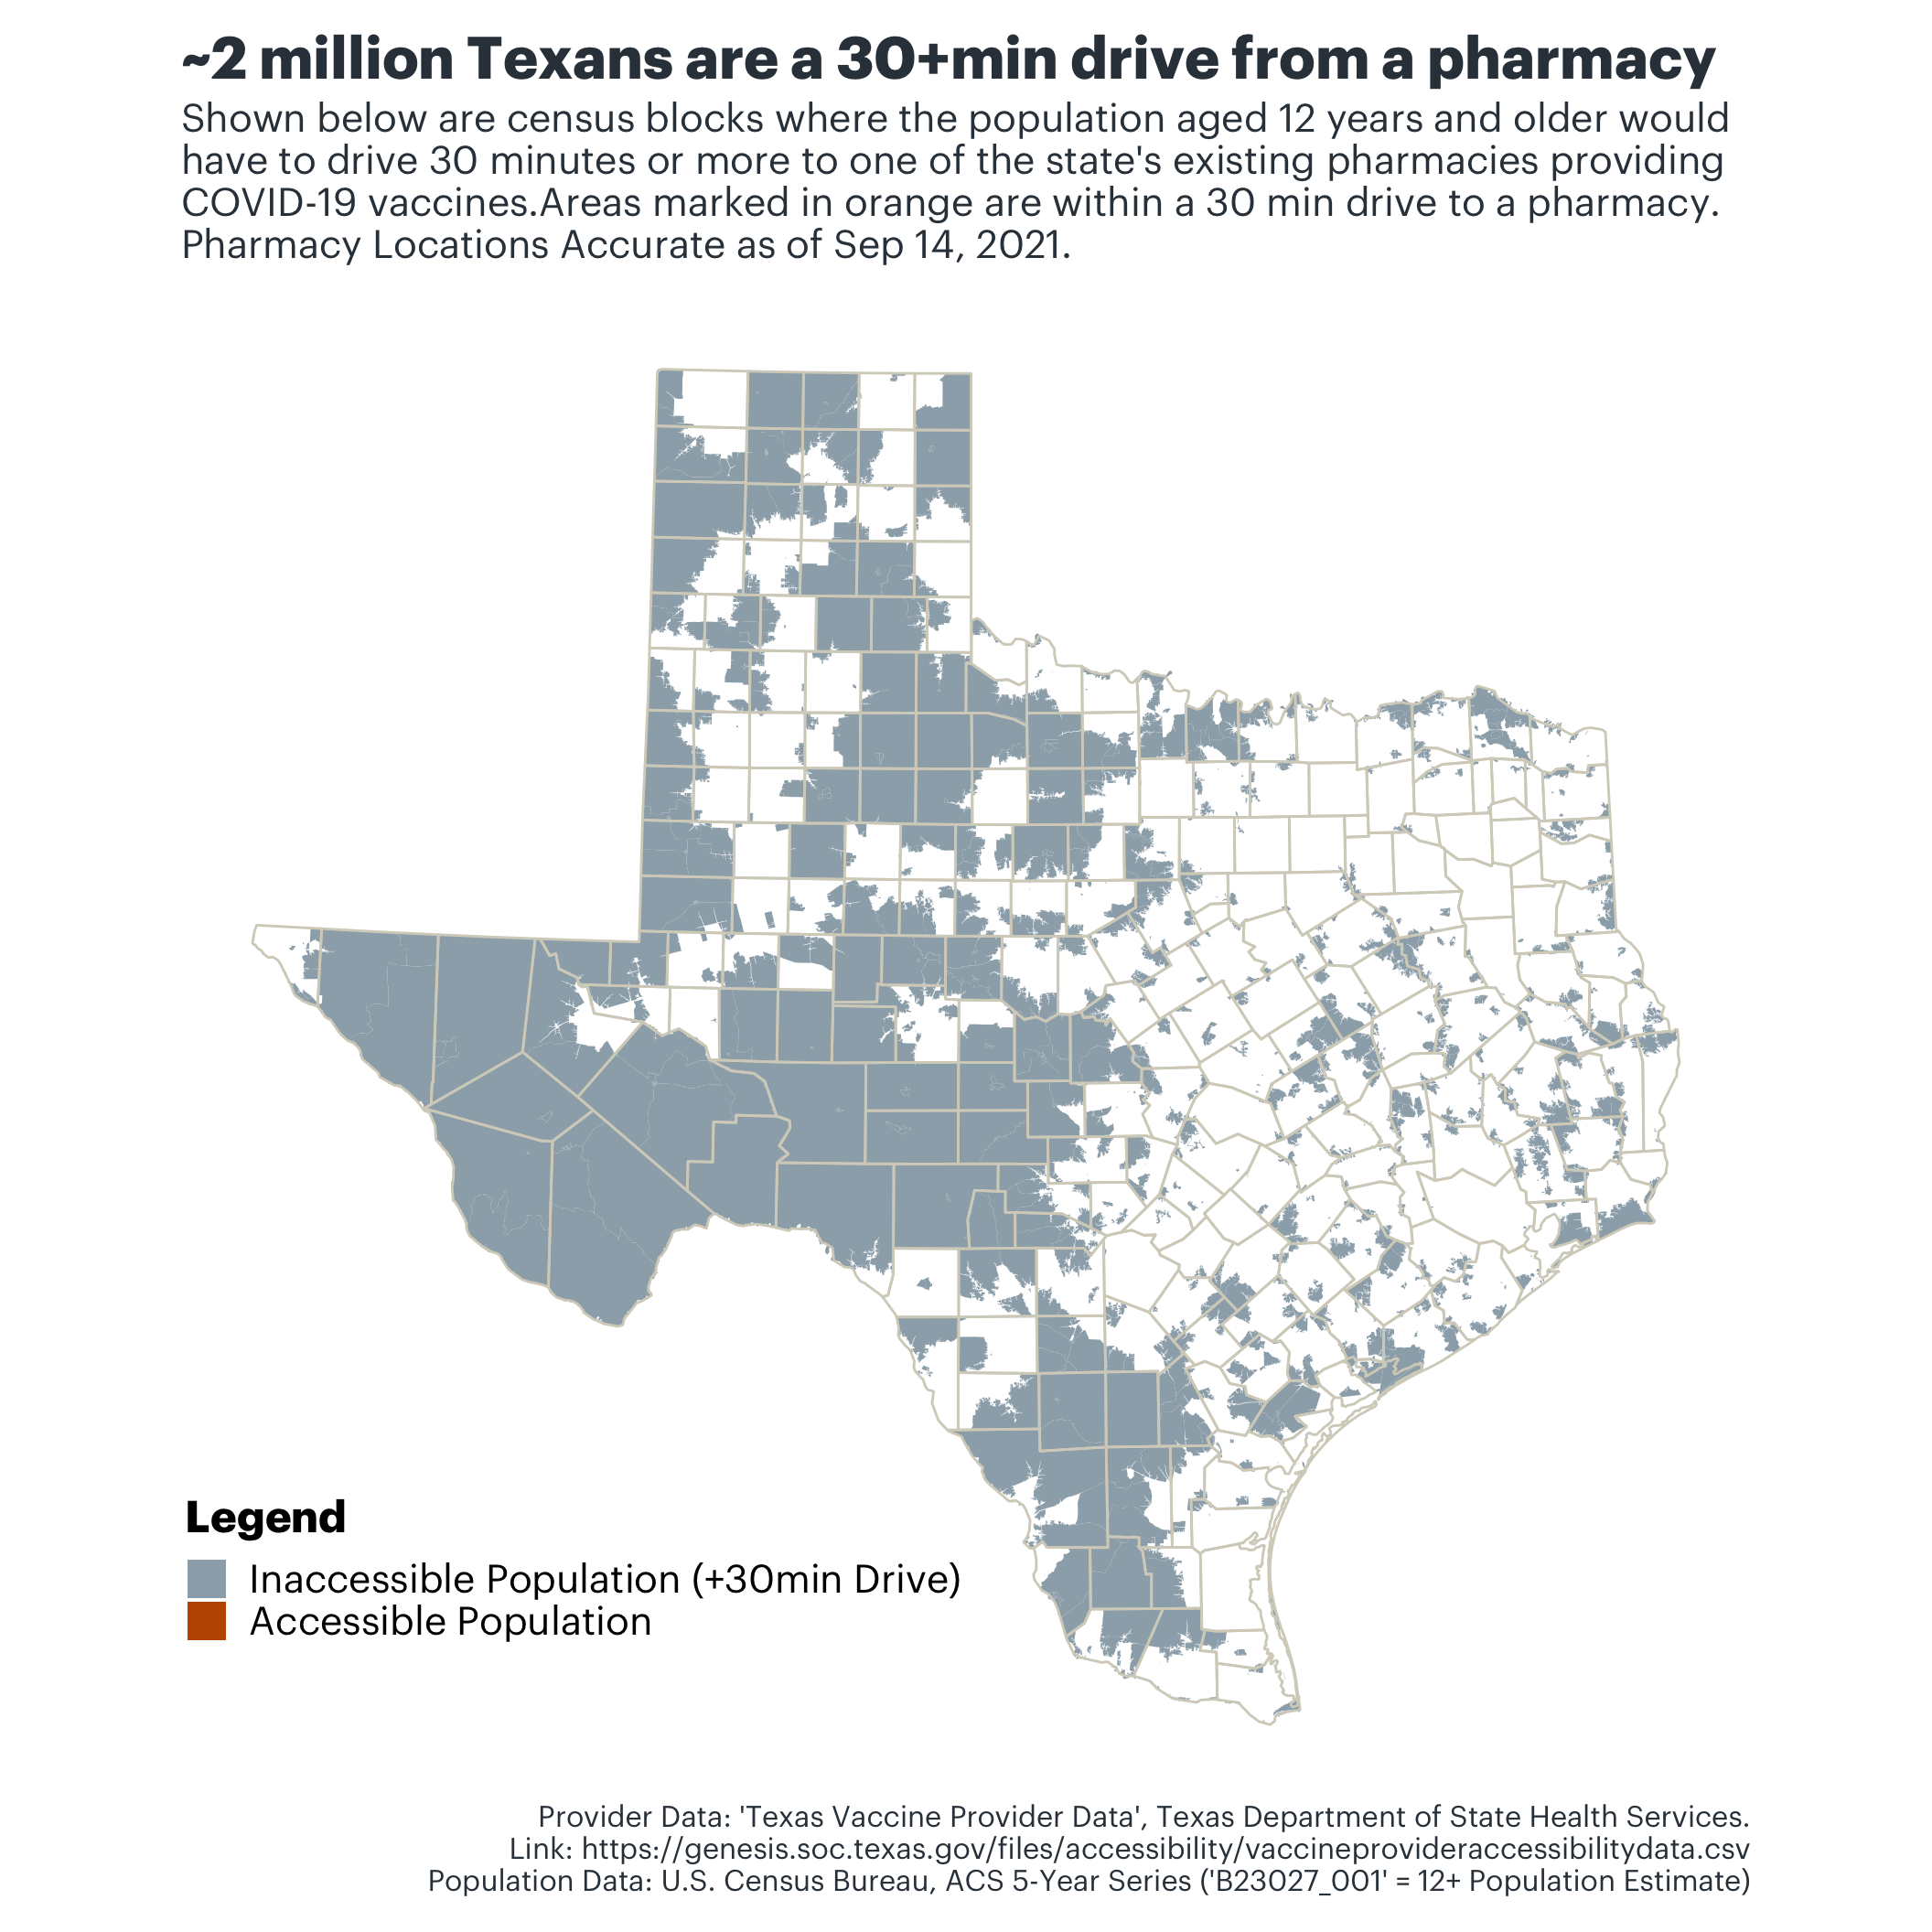 ~2 million Texans are a 30+min drive from a pharmacy
Shown below are census blocks where the population aged 12 years and older would
have to drive 30 minutes or more to one of the state's existing pharmacies providing
COVID-19 vaccines.Areas marked in orange are within a 30 min drive to a pharmacy.
Pharmacy Locations Accurate as of Sep 14, 2021.
Legend
Inaccessible Population (+30min Drive)
Accessible Population
Provider Data: 'Texas Vaccine Provider Data', Texas Department of State Health Services.
Link: https://genesis.soc.texas.gov/files/accessibility/vaccineprovideraccessibilitydata.csv
Population Data: U.S. Census Bureau, ACS 5-Year Series ('B23027_001' = 12+ Population Estimate)